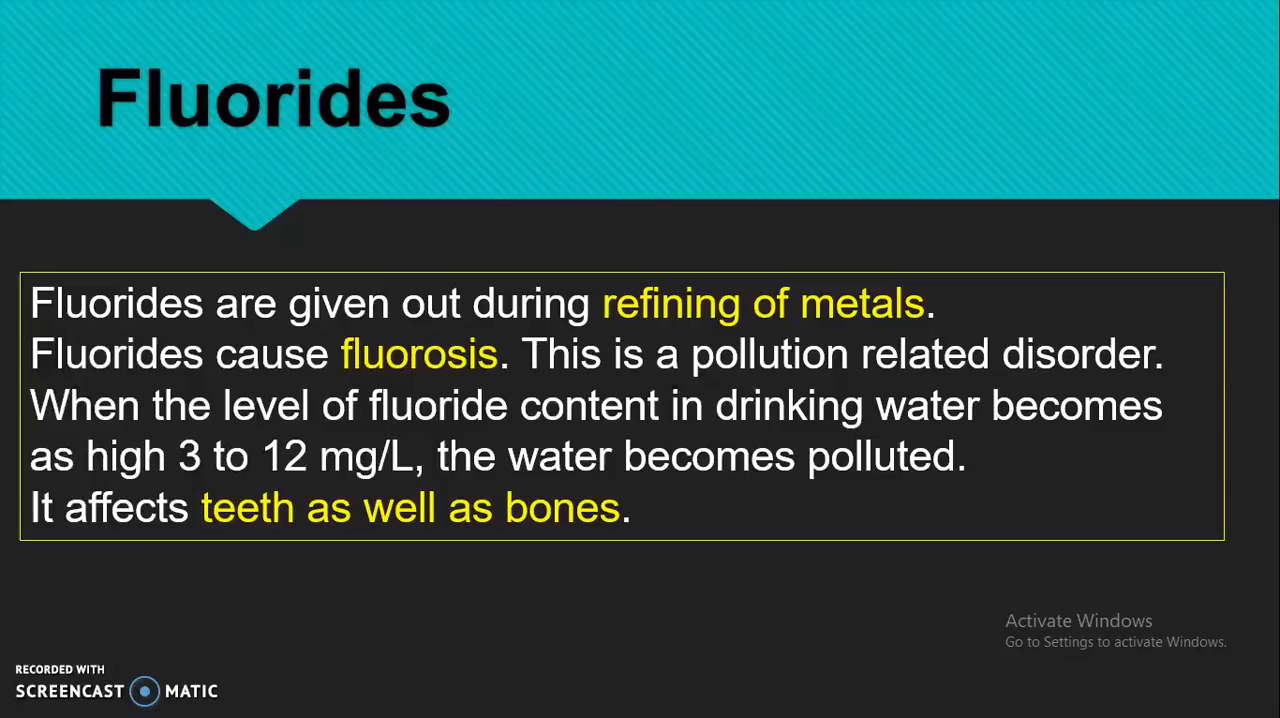 Fluorides
Fluorides are given out during refining of metals.
Fluorides cause fluorosis. This is a pollution related disorder.
When the level of fluoride content in drinking water becomes
as high 3 to 12 mg/L, the water becomes polluted.
It affects teeth as well as bones.
Activate Windows
Go to Settings to activate Windows.
RECORDED WITH
SCREENCAST MATIC